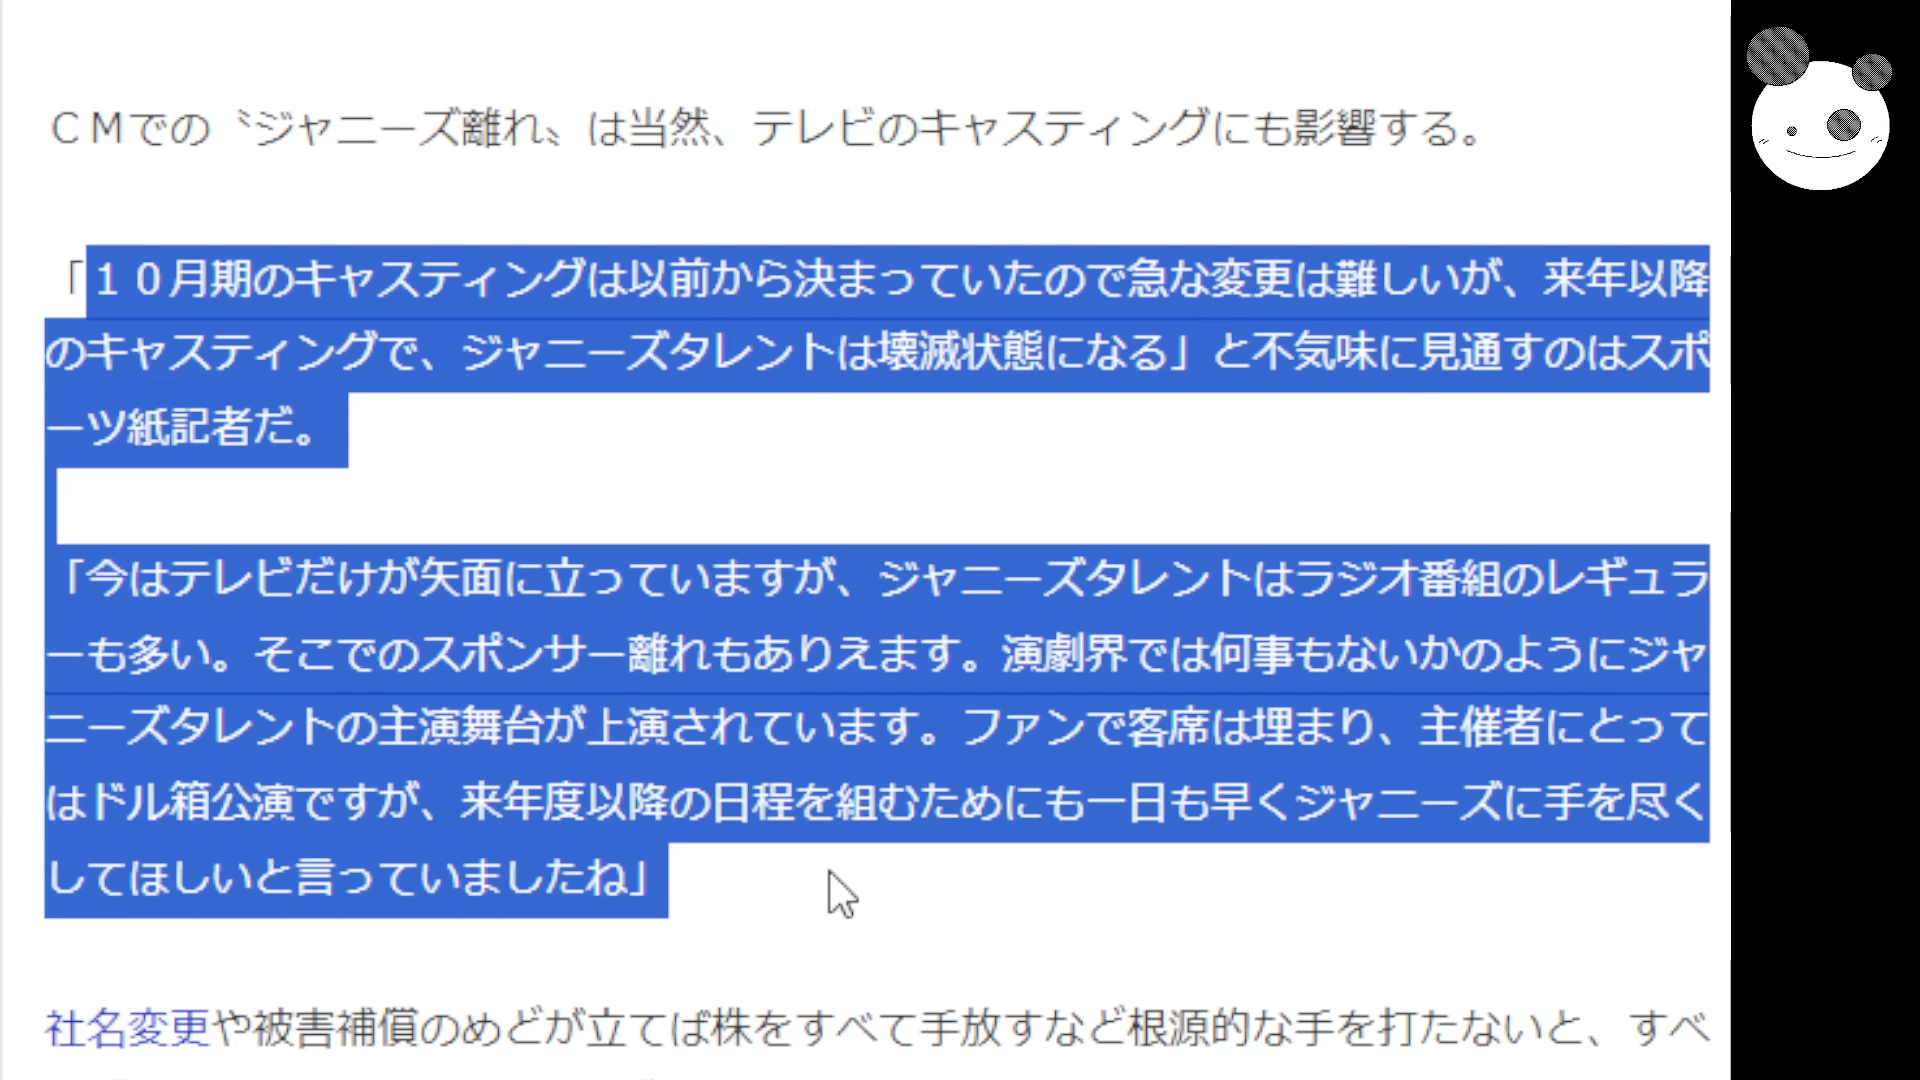 ＣＭでの〝ジャニーズ離れ〟は当然、テレビのキャスティングにも影響する。
「１０月期のキャスティングは以前から決まっていたので急な変更は難しいが、来年以降
のキャスティングで、ジャニーズタレントは壊滅状態になる」と不気味に見通すのはスポ
ーツ紙記者だ。
「今はテレビだけが矢面に立っていますが、ジャニーズタレントはラジオ番組のレギュラ
ーも多い。そこでのスポンサー離れもありえます。演劇界では何事もないかのようにジャ
ニーズタレントの主演舞台が上演されています。ファンで客席は埋まり、主催者にとって
はドル箱公演ですが、来年度以降の日程を組むためにも一日も早くジャニーズに手を尽く
してほしいと言っていましたね」
社名変更や被害補償のめどが立てば株をすべて手放すなど根源的な手を打たないと、すべ